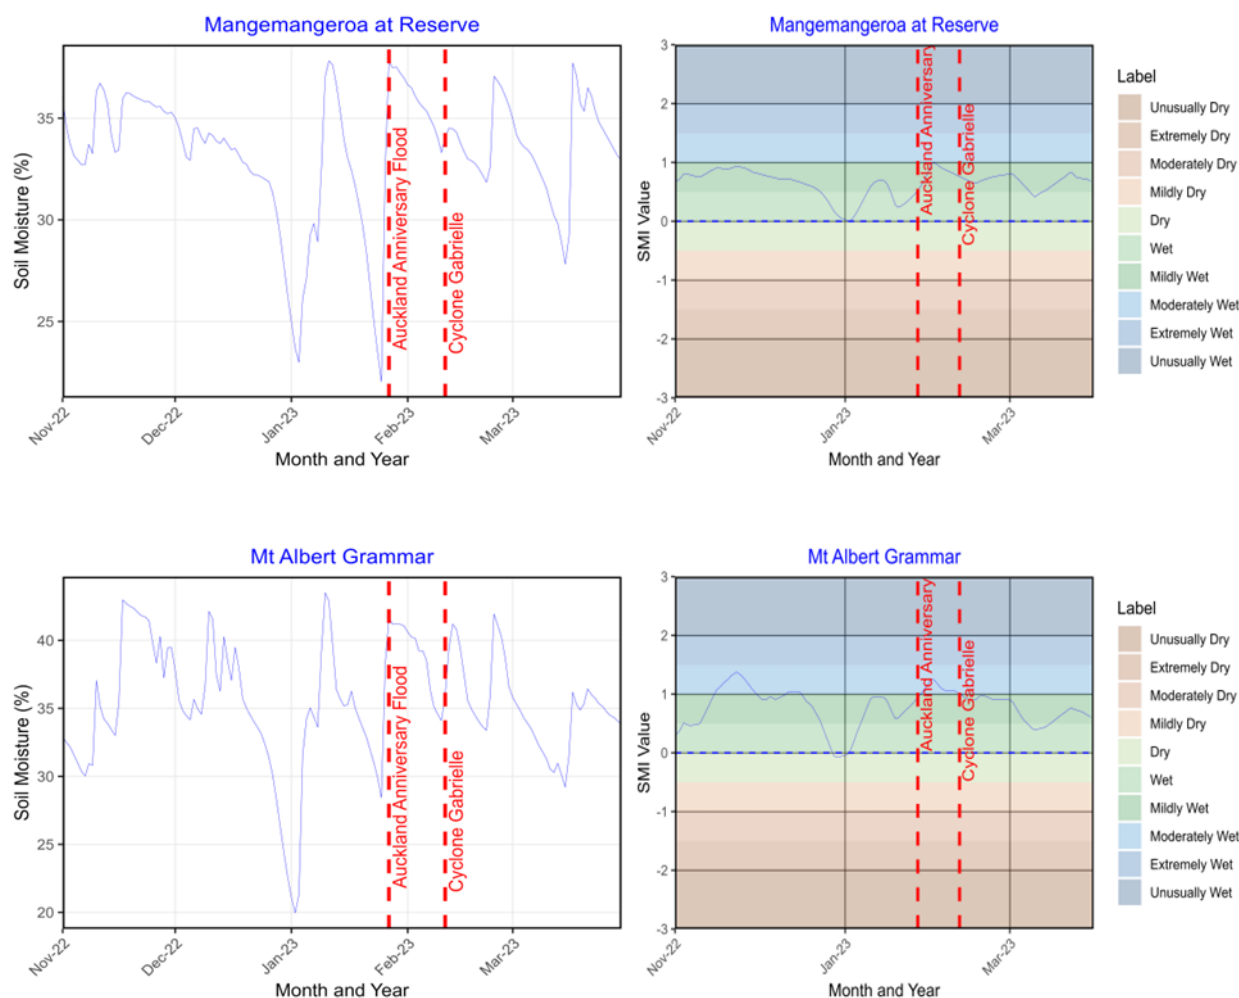 Mangemangeroa at Reserve
Soil Moisture (%)
35
30
25
Auckland Anniversary Flood
Cyclone Gabrielle
Nov-22
Dec-22
Jan-23
Feb-23
Mar-23
Month and Year
Mangemangeroa at Reserve
SMI Value
3
2
1
0
-1
-2
-3
Auckland Anniversary
Cyclone Gabrielle
Nov-22
Jan-23
Mar-23
Month and Year
Label
Unusually Dry
Extremely Dry
Moderately Dry
Mildly Dry
Dry
Wet
Mildly Wet
Moderately Wet
Extremely Wet
Unusually Wet
Mt Albert Grammar
Soil Moisture (%)
40
35
30
25
20
Auckland Anniversary Flood
Cyclone Gabrielle
Nov-22
Dec-22
Jan-23
Feb-23
Mar-23
Month and Year
Mt Albert Grammar
SMI Value
3
2
1
0
-1
-2
-3
Auckland Anniversary
Cyclone Gabrielle
Nov-22
Jan-23
Mar-23
Month and Year
Label
Unusually Dry
Extremely Dry
Moderately Dry
Mildly Dry
Dry
Wet
Mildly Wet
Moderately Wet
Extremely Wet
Unusually Wet